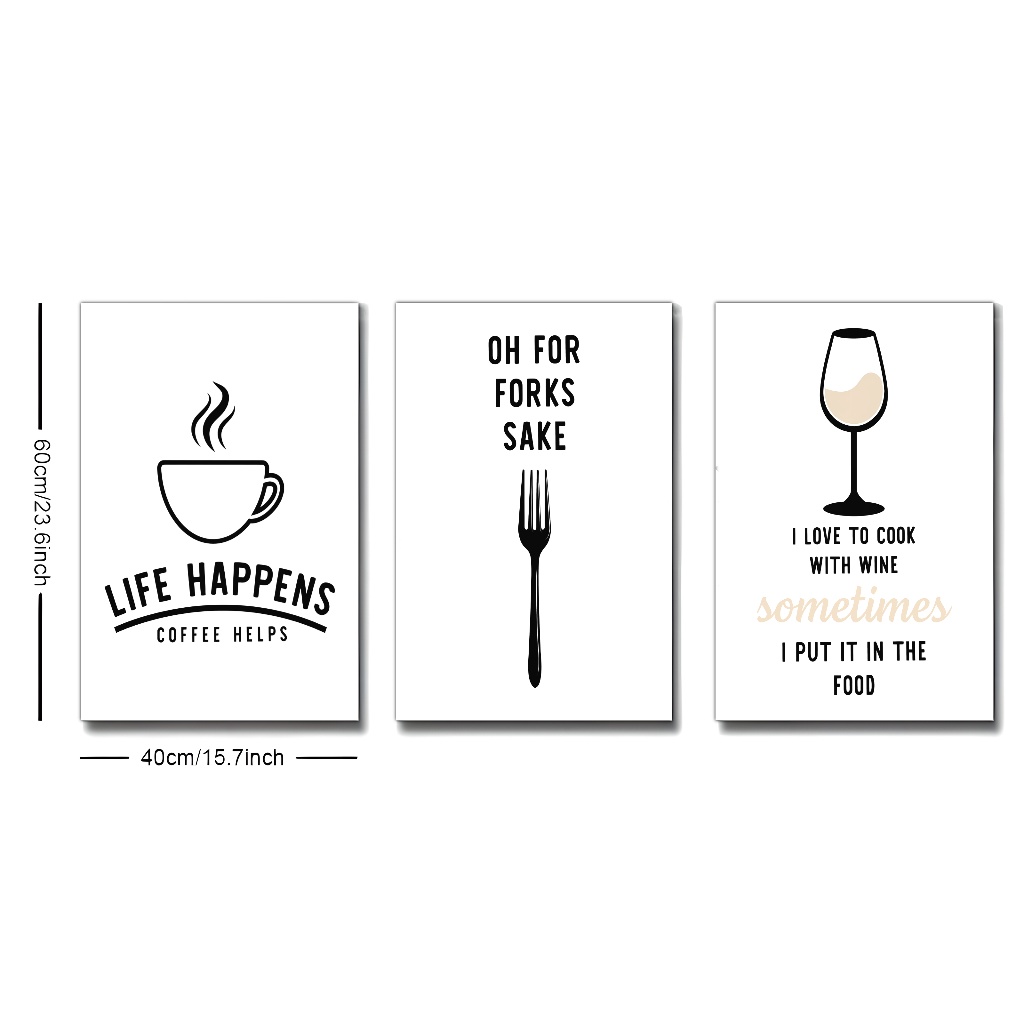 60cm/23.6inch
LIFE HAPPENS
COFFEE HELPS
40cm/15.7inch
OH FOR
FORKS
SAKE
I LOVE TO COOK
WITH WINE
sometimes
I PUT IT IN THE
FOOD